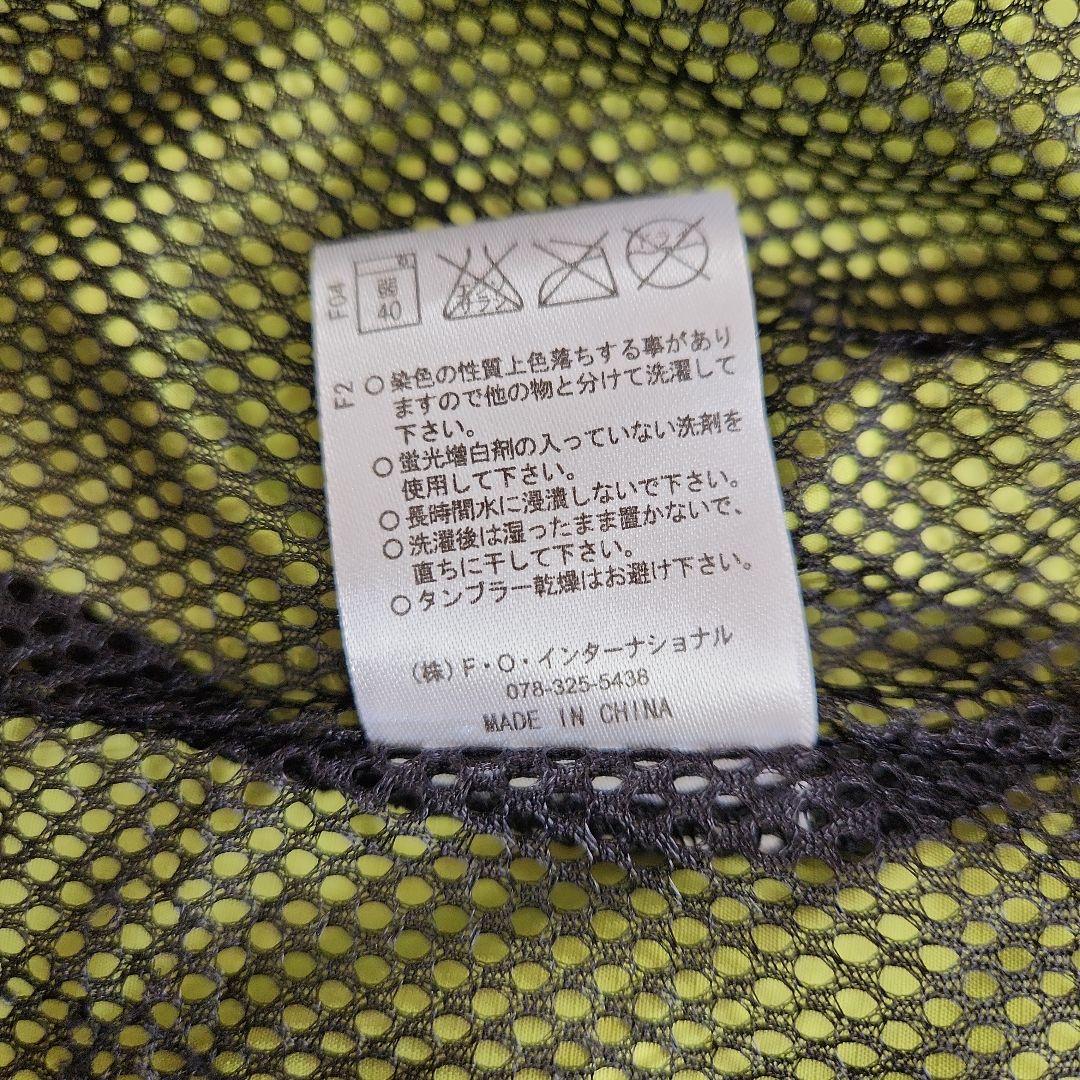 F04
弱
40
エンソ
サラシ
ドライ
F2
○染色の性質上色落ちする事があり
ますので他の物と分けて洗濯して
下さい。
○蛍光増白剤の入っていない洗剤を
使用して下さい。
○長時間水に浸漬しないで下さい。
○洗濯後は湿ったまま置かないで、
直ちに干して下さい。
○タンブラー乾燥はお避け下さい。
(株)F・O・インターナショナル
078-325-5438
MADE IN CHINA